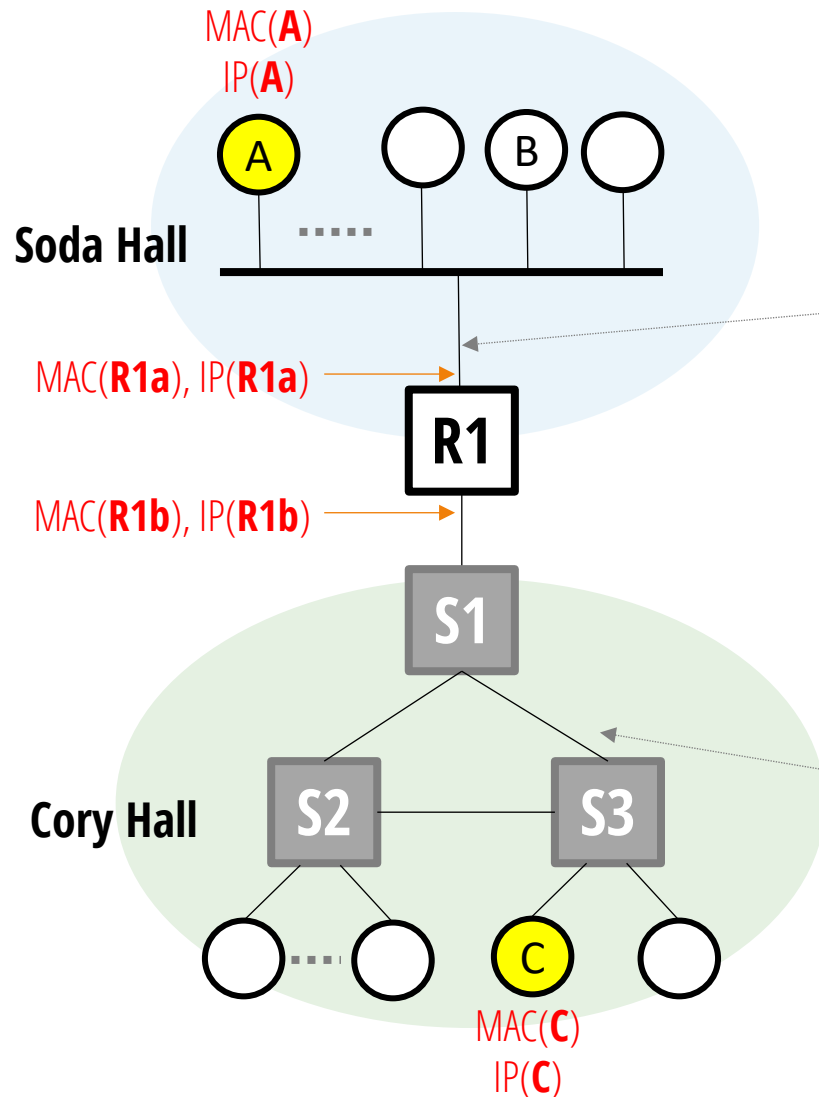 MAC(A)
IP(A)
A
B
Soda Hall
MAC(R1a), IP(R1a)
R1
MAC(R1b), IP(R1b)
S1
S2
S3
Cory Hall
C
MAC(C)
IP(C)